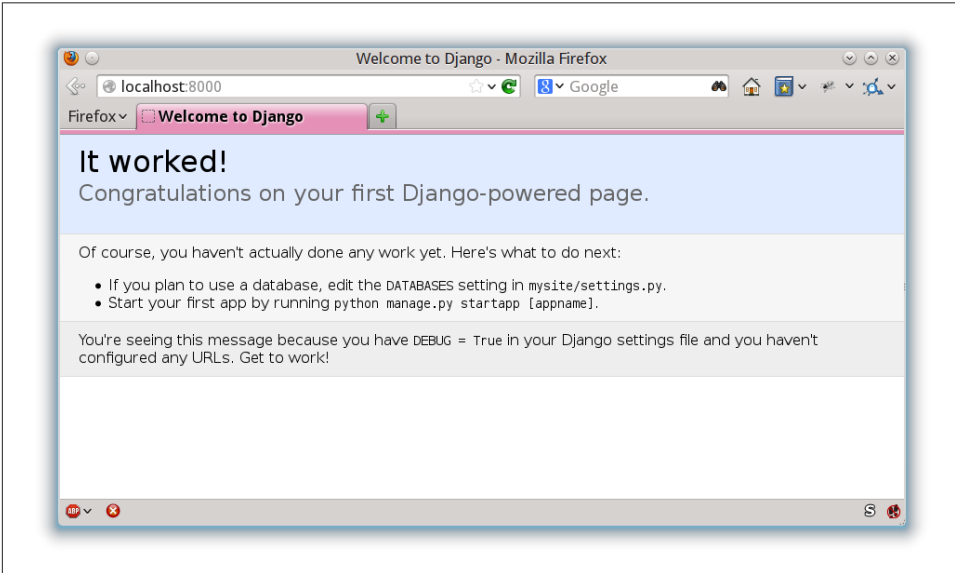 Welcome to Django - Mozilla Firefox
localhost:8000
Google
Firefox
Welcome to Django
It worked!
Congratulations on your first Django-powered page.
Of course, you haven't actually done any work yet. Here's what to do next:
• If you plan to use a database, edit the DATABASES setting in mysite/settings.py.
• Start your first app by running python manage.py startapp [appname].
You're seeing this message because you have DEBUG = True in your Django settings file and you haven't
configured any URLs. Get to work!
ABP
S